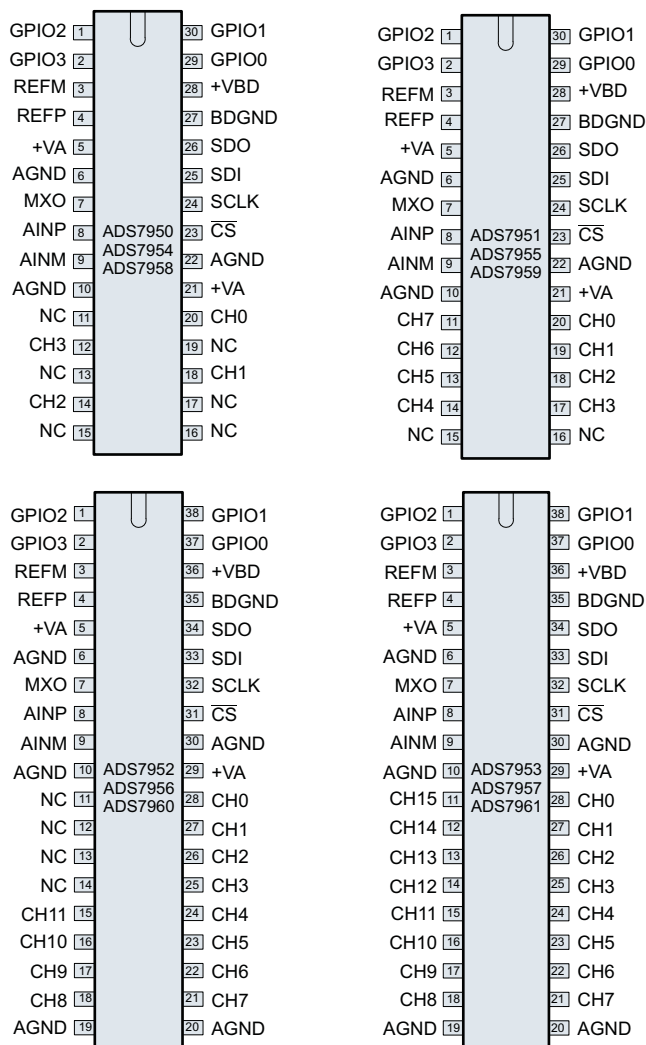 GPIO2 1 30 GPIO1
GPIO3 2 29 GPIO0
REFM 3 28 +VBD
REFP 4 27 BDGND
+VA 5 26 SDO
AGND 6 25 SDI
MXO 7 24 SCLK
AINP 8 23 CS
AINM 9 22 AGND
AGND 10 21 +VA
NC 11 20 CH0
CH3 12 19 NC
NC 13 18 CH1
CH2 14 17 NC
NC 15 16 NC
ADS7950
ADS7954
ADS7958
GPIO2 1 30 GPIO1
GPIO3 2 29 GPIO0
REFM 3 28 +VBD
REFP 4 27 BDGND
+VA 5 26 SDO
AGND 6 25 SDI
MXO 7 24 SCLK
AINP 8 23 CS
AINM 9 22 AGND
AGND 10 21 +VA
CH7 11 20 CH0
CH6 12 19 CH1
CH5 13 18 CH2
CH4 14 17 CH3
NC 15 16 NC
ADS7951
ADS7955
ADS7959
GPIO2 1 38 GPIO1
GPIO3 2 37 GPIO0
REFM 3 36 +VBD
REFP 4 35 BDGND
+VA 5 34 SDO
AGND 6 33 SDI
MXO 7 32 SCLK
AINP 8 31 CS
AINM 9 30 AGND
AGND 10 29 +VA
NC 11 28 CH0
NC 12 27 CH1
NC 13 26 CH2
NC 14 25 CH3
CH11 15 24 CH4
CH10 16 23 CH5
CH9 17 22 CH6
CH8 18 21 CH7
AGND 19 20 AGND
ADS7952
ADS7956
ADS7960
GPIO2 1 38 GPIO1
GPIO3 2 37 GPIO0
REFM 3 36 +VBD
REFP 4 35 BDGND
+VA 5 34 SDO
AGND 6 33 SDI
MXO 7 32 SCLK
AINP 8 31 CS
AINM 9 30 AGND
AGND 10 29 +VA
CH15 11 28 CH0
CH14 12 27 CH1
CH13 13 26 CH2
CH12 14 25 CH3
CH11 15 24 CH4
CH10 16 23 CH5
CH9 17 22 CH6
CH8 18 21 CH7
AGND 19 20 AGND
ADS7953
ADS7957
ADS7961